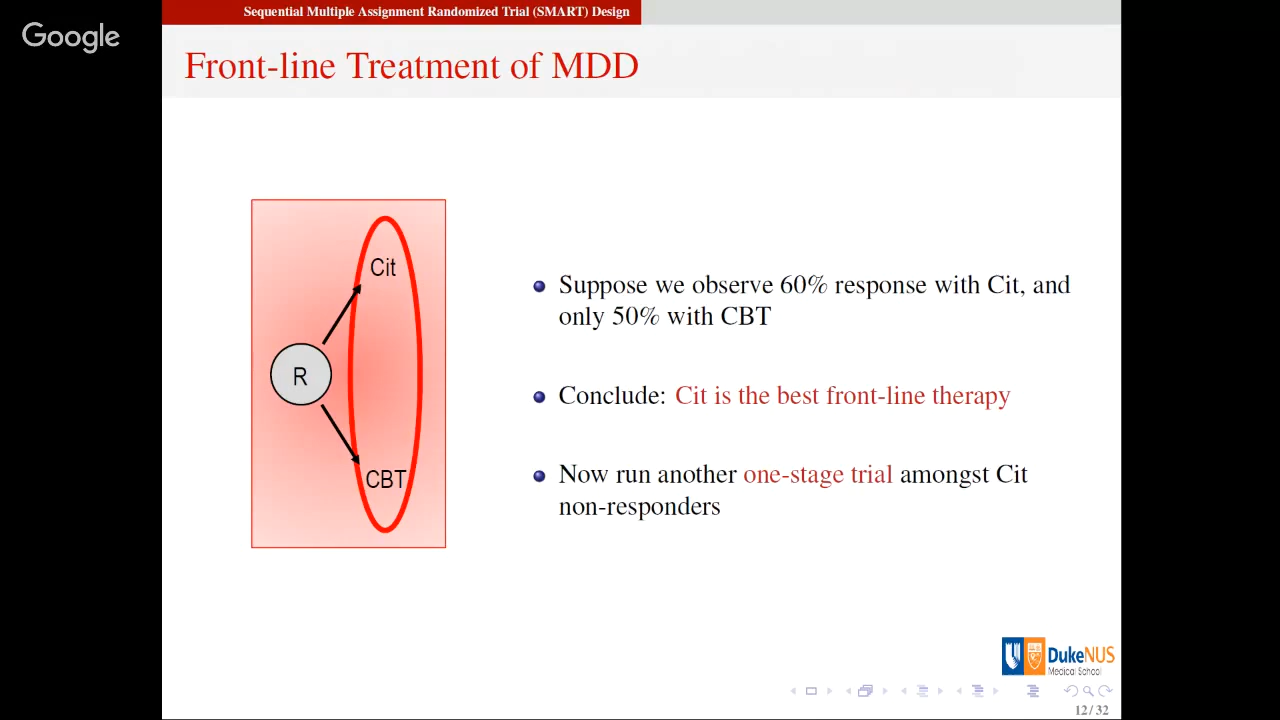 Google
Sequential Multiple Assignment Randomized Trial (SMART) Design
Front-line Treatment of MDD
Cit
R
CBT
Suppose we observe 60% response with Cit, and
only 50% with CBT
Conclude: Cit is the best front-line therapy
Now run another one-stage trial amongst Cit
non-responders
DukeNUS
Medical School
12/32